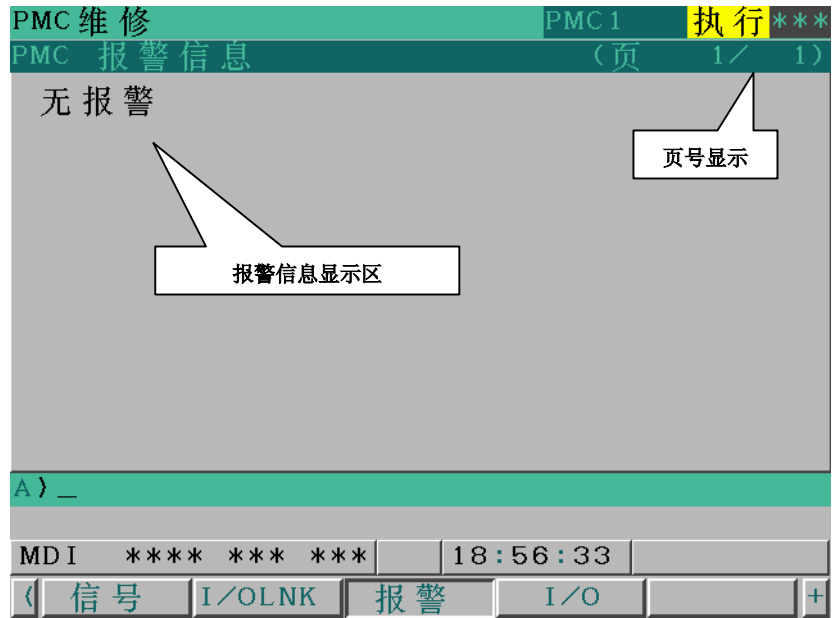 PMC维修 PMC1 执行 ***
PMC 报警信息 (页 1/ 1)
无报警
页号显示
报警信息显示区
A)_
MDI **** *** *** 18:56:33
( 信号 I/OLNK 报警 I/O +